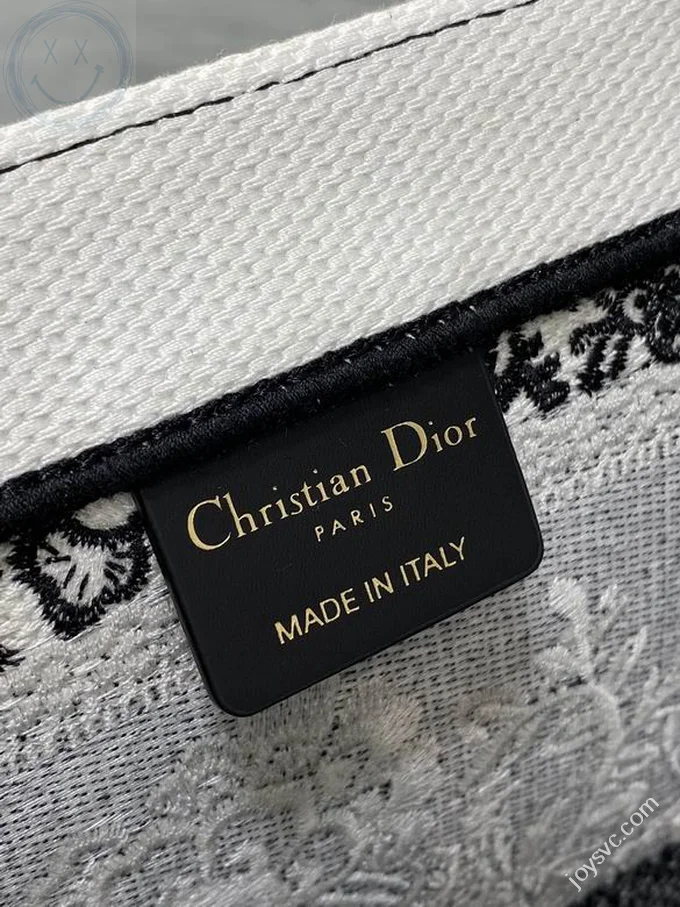 Christian Dior
PARIS
MADE IN ITALY
joysvc.com